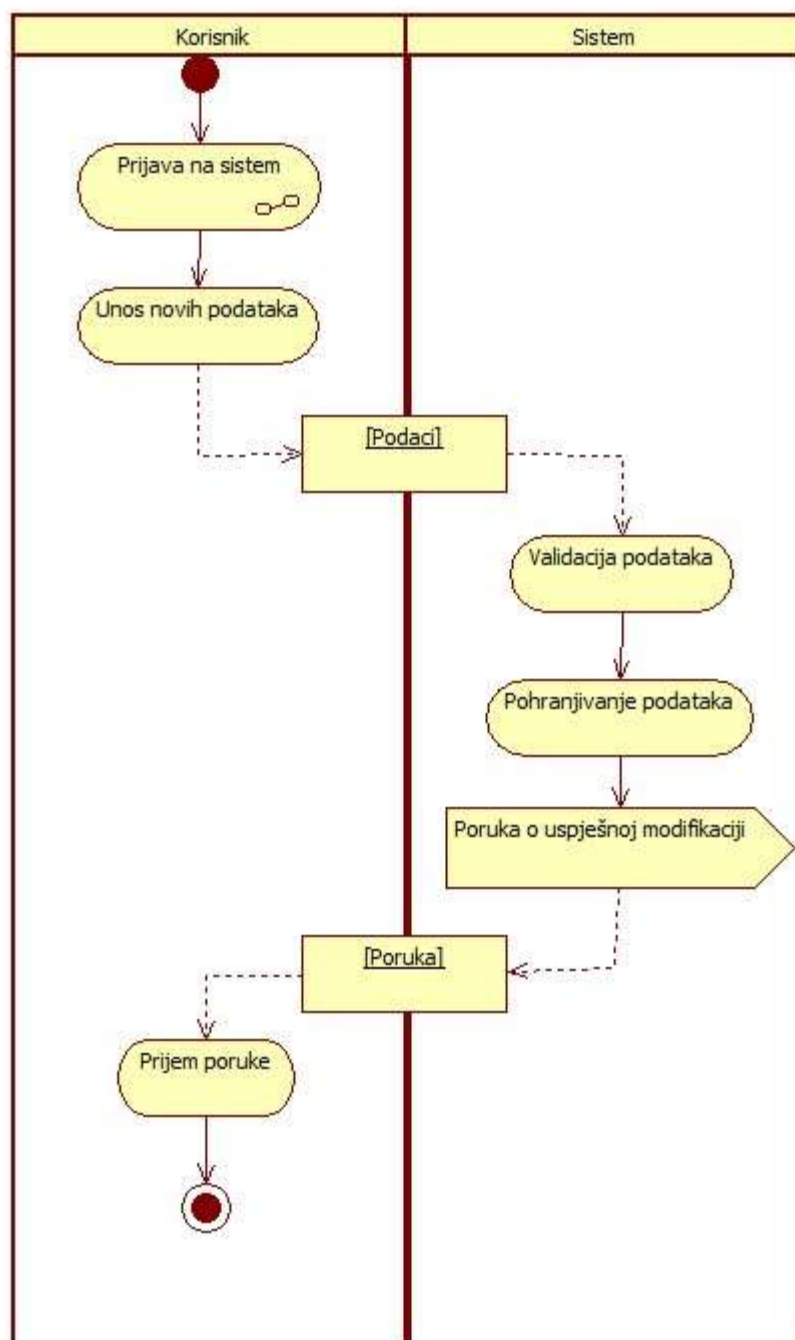 Korisnik
Sistem
Prijava na sistem
Unos novih podataka
[Podaci]
Validacija podataka
Pohranjivanje podataka
Poruka o uspješnoj modifikaciji
[Poruka]
Prijem poruke